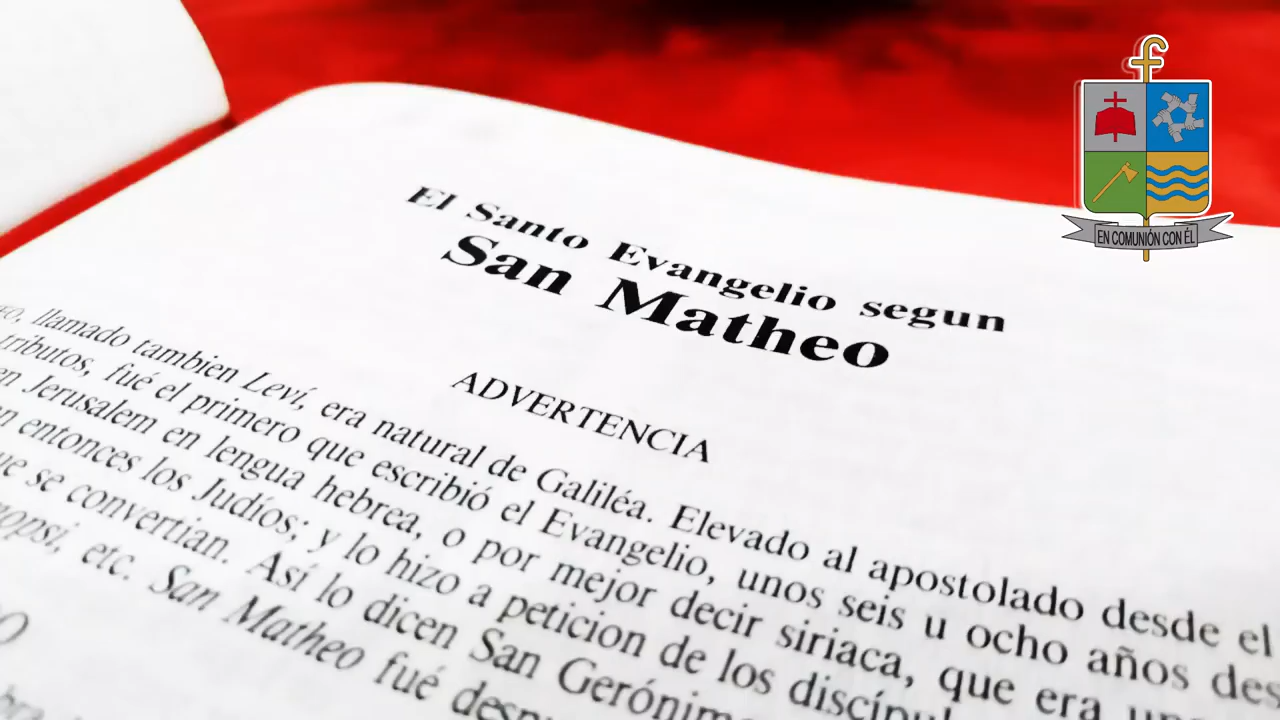 El Santo Evangelio segun
San Matheo
ADVERTENCIA
llamado tambien Leví, era natural de Galiléa. Elevado al apostolado desde el
tributos, fué el primero que escribió el Evangelio, unos seis u ocho años
en Jerusalem en lengua hebrea, o por mejor decir siriaca, que era
entonces los Judíos; y lo hizo a peticion de los
se convertian. Así lo dicen San
etc. San Matheo fué
EN COMUNIÓN CON ÉL